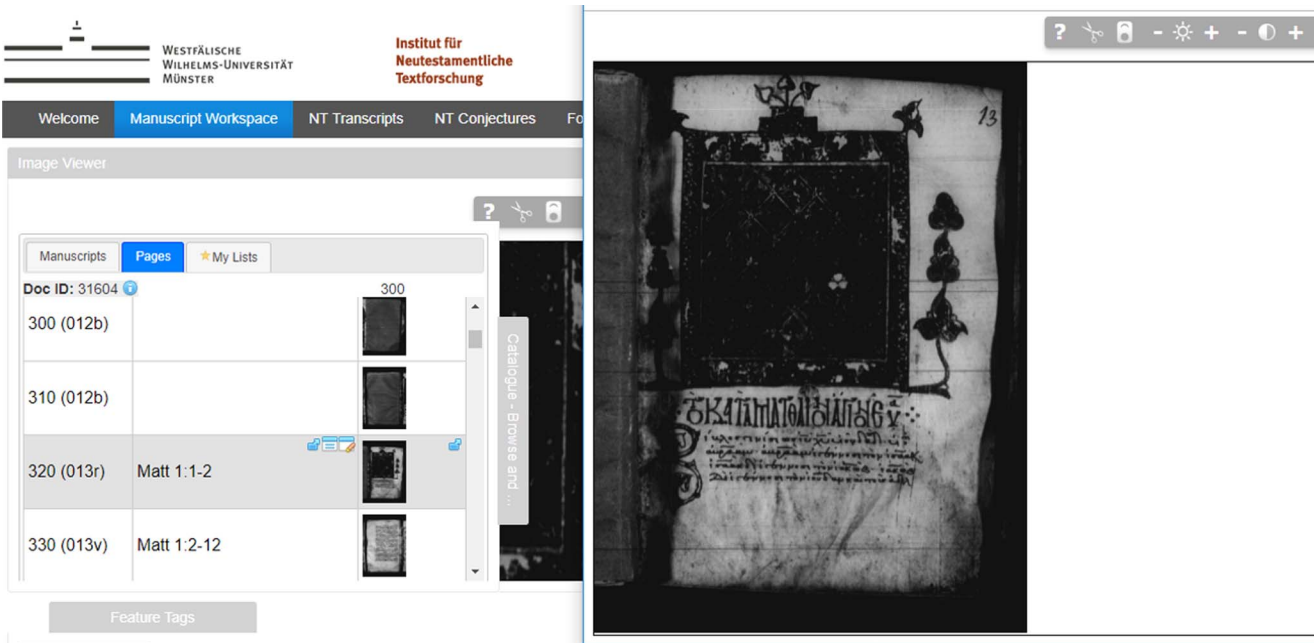 WESTFÄLISCHE
WILHELMS-UNIVERSITÄT
MÜNSTER
Institut für
Neutestamentliche
Textforschung
Welcome
Manuscript Workspace
NT Transcripts
NT Conjectures
Fo
Image Viewer
?
Manuscripts
Pages
My Lists
Doc ID: 31604
300
300 (012b)
310 (012b)
320 (013r) Matt 1:1-2
330 (013v) Matt 1:2-12
Catalogue - Browse and ...
Feature Tags
? - + - +
13